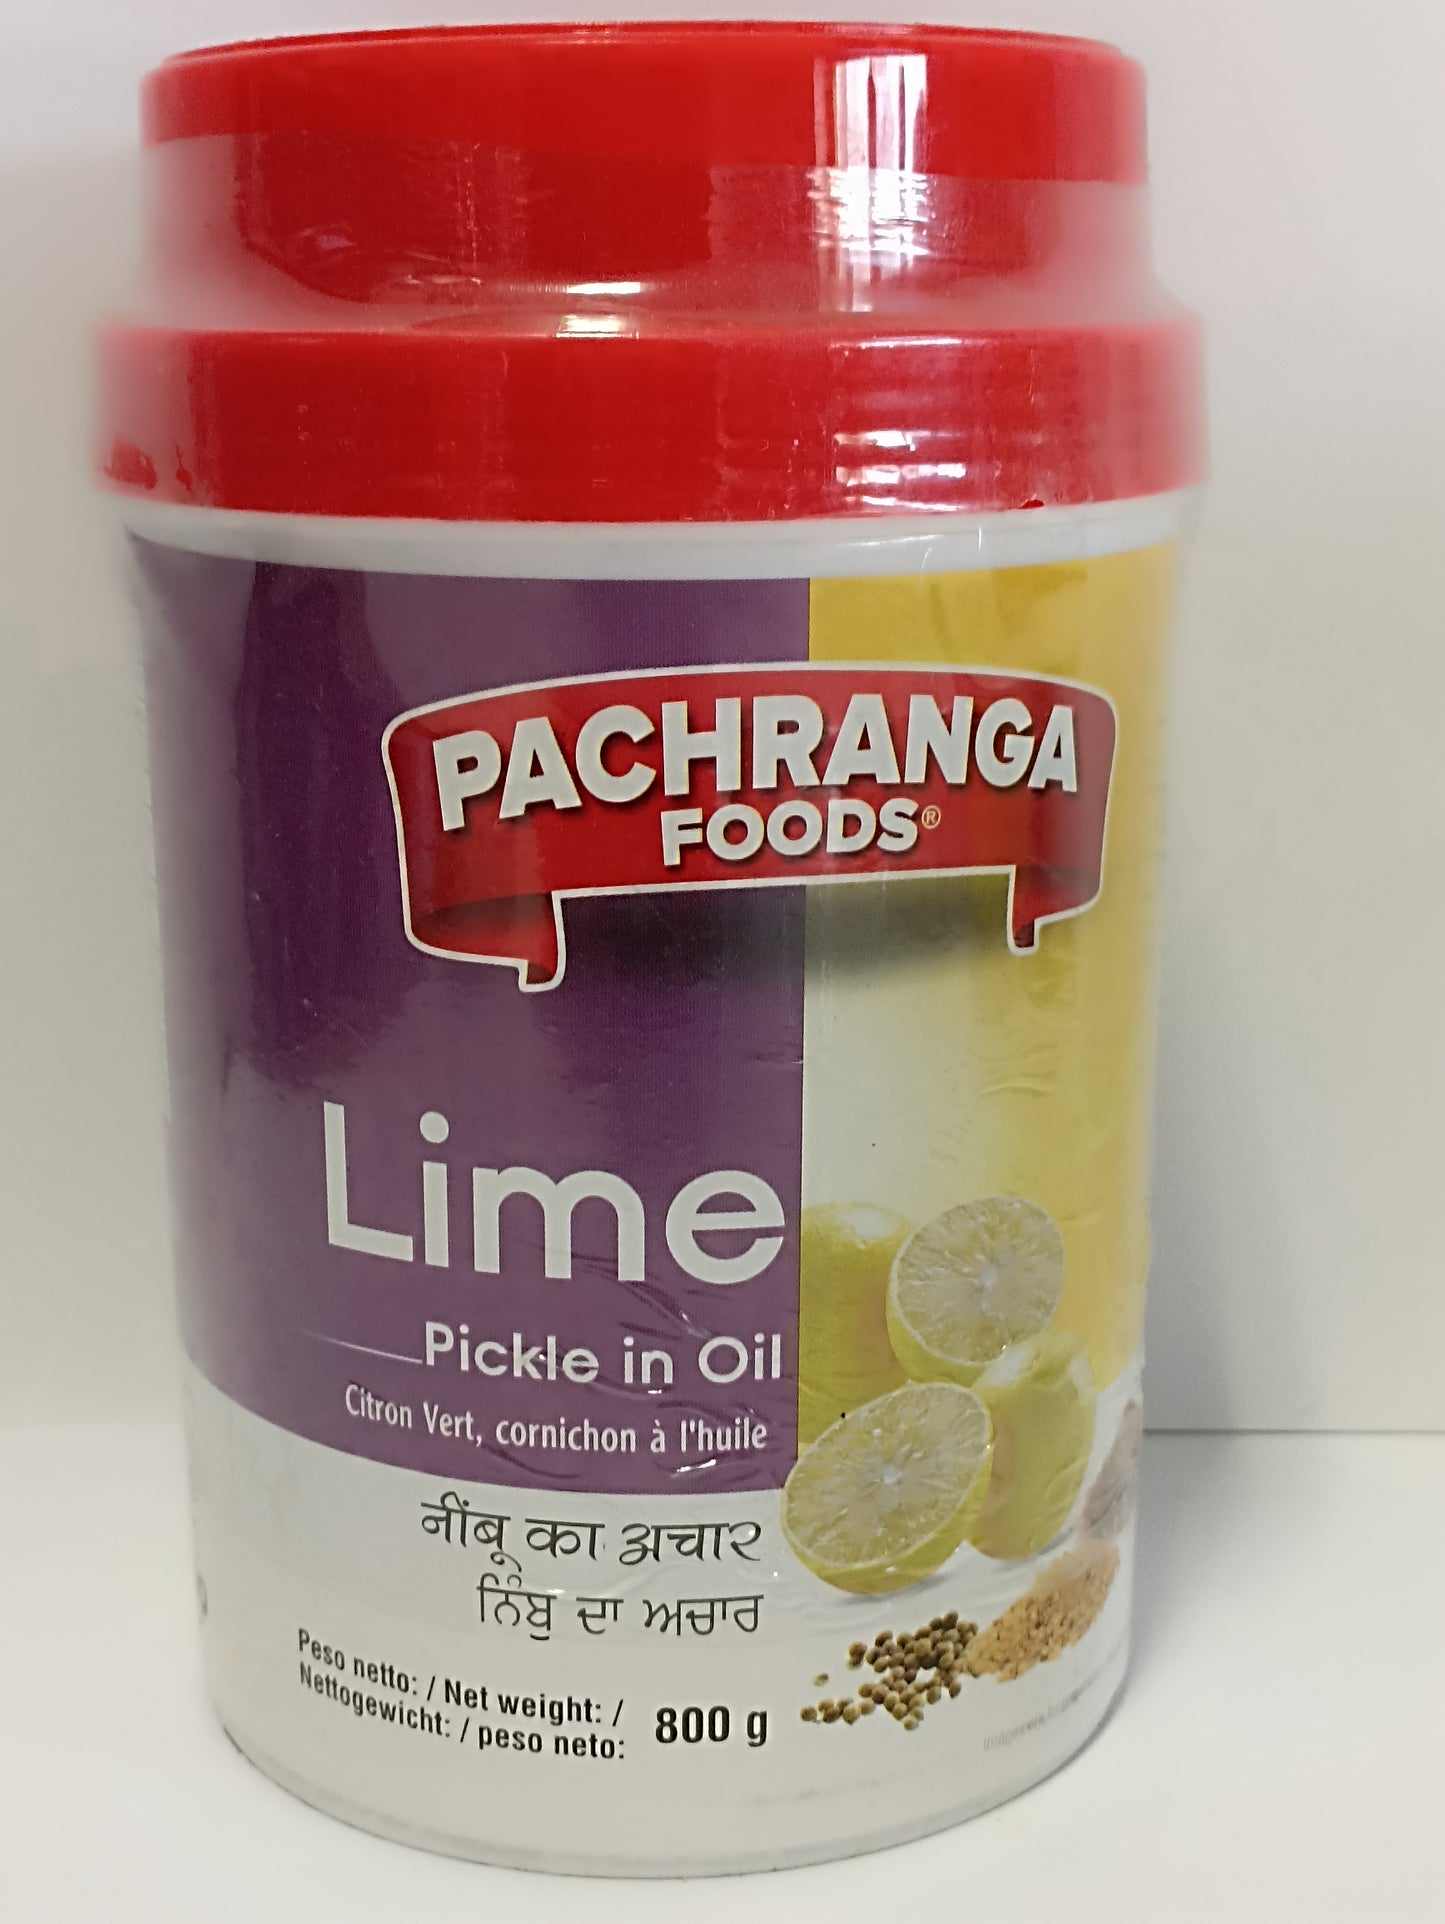 PACHRANGA
FOODS®
Lime
Pickle in Oil
Citron Vert, cornichon à l'huile
नींबू का अचार
ਨਿੰਬੂ ਦਾ ਅਚਾਰ
Peso netto: / Net weight: /
Nettogewicht: / peso neto:
800 g